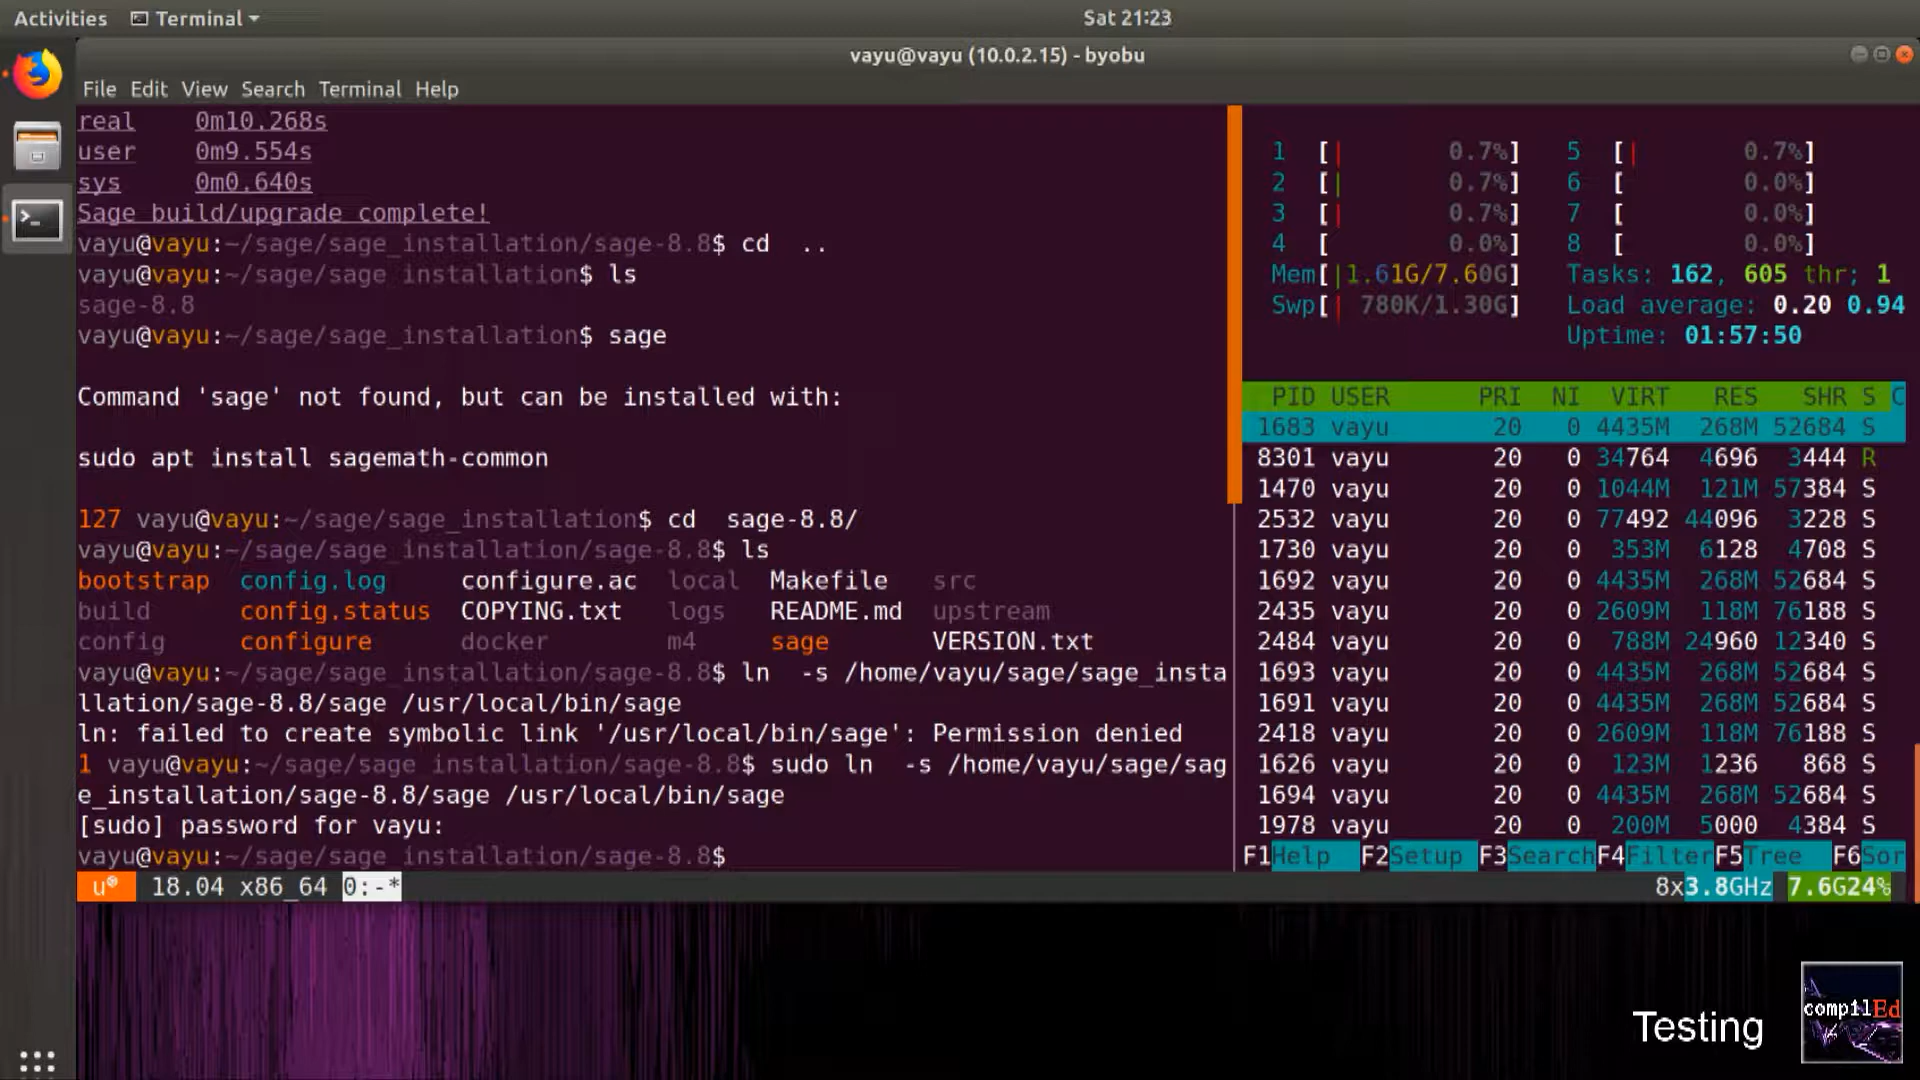 Activities
Terminal
Sat 21:23
vayu@vayu (10.0.2.15) - byobu
File Edit View Search Terminal Help
real 0m10.268s
user 0m9.554s
sys 0m0.640s
Sage build/upgrade complete!
vayu@vayu:~/sage/sage_installation/sage-8.8$ cd  ..
vayu@vayu:~/sage/sage_installation$ ls
sage-8.8
vayu@vayu:~/sage/sage_installation$ sage
Command 'sage' not found, but can be installed with:
sudo apt install sagemath-common
127 vayu@vayu:~/sage/sage_installation$ cd  sage-8.8/
vayu@vayu:~/sage/sage_installation/sage-8.8$ ls
bootstrap config.log configure.ac local Makefile src
build config.status COPYING.txt logs README.md upstream
config configure docker m4 sage VERSION.txt
vayu@vayu:~/sage/sage_installation/sage-8.8$ ln  -s /home/vayu/sage/sage_insta
llation/sage-8.8/sage /usr/local/bin/sage
ln: failed to create symbolic link '/usr/local/bin/sage': Permission denied
1 vayu@vayu:~/sage/sage_installation/sage-8.8$ sudo ln  -s /home/vayu/sage/sag
e_installation/sage-8.8/sage /usr/local/bin/sage
[sudo] password for vayu:
vayu@vayu:~/sage/sage_installation/sage-8.8$
1 [| 0.7%] 5 [| 0.7%]
2 [| 0.7%] 6 [ 0.0%]
3 [| 0.7%] 7 [ 0.0%]
4 [ 0.0%] 8 [ 0.0%]
Mem[|1.61G/7.60G] Tasks: 162, 605 thr; 1
Swp[| 780K/1.30G] Load average: 0.20 0.94
Uptime: 01:57:50
PID USER PRI NI VIRT RES SHR S C
1683 vayu 20 0 4435M 268M 52684 S
8301 vayu 20 0 34764 4696 3444 R
1470 vayu 20 0 1044M 121M 57384 S
2532 vayu 20 0 77492 44096 3228 S
1730 vayu 20 0 353M 6128 4708 S
1692 vayu 20 0 4435M 268M 52684 S
2435 vayu 20 0 2609M 118M 76188 S
2484 vayu 20 0 788M 24960 12340 S
1693 vayu 20 0 4435M 268M 52684 S
1691 vayu 20 0 4435M 268M 52684 S
2418 vayu 20 0 2609M 118M 76188 S
1626 vayu 20 0 123M 1236 868 S
1694 vayu 20 0 4435M 268M 52684 S
1978 vayu 20 0 200M 5000 4384 S
F1Help F2Setup F3SearchF4FilterF5Tree F6Sor
u 18.04 x86_64 0:-*
8x3.8GHz 7.6G24%
Testing
comp1lEd